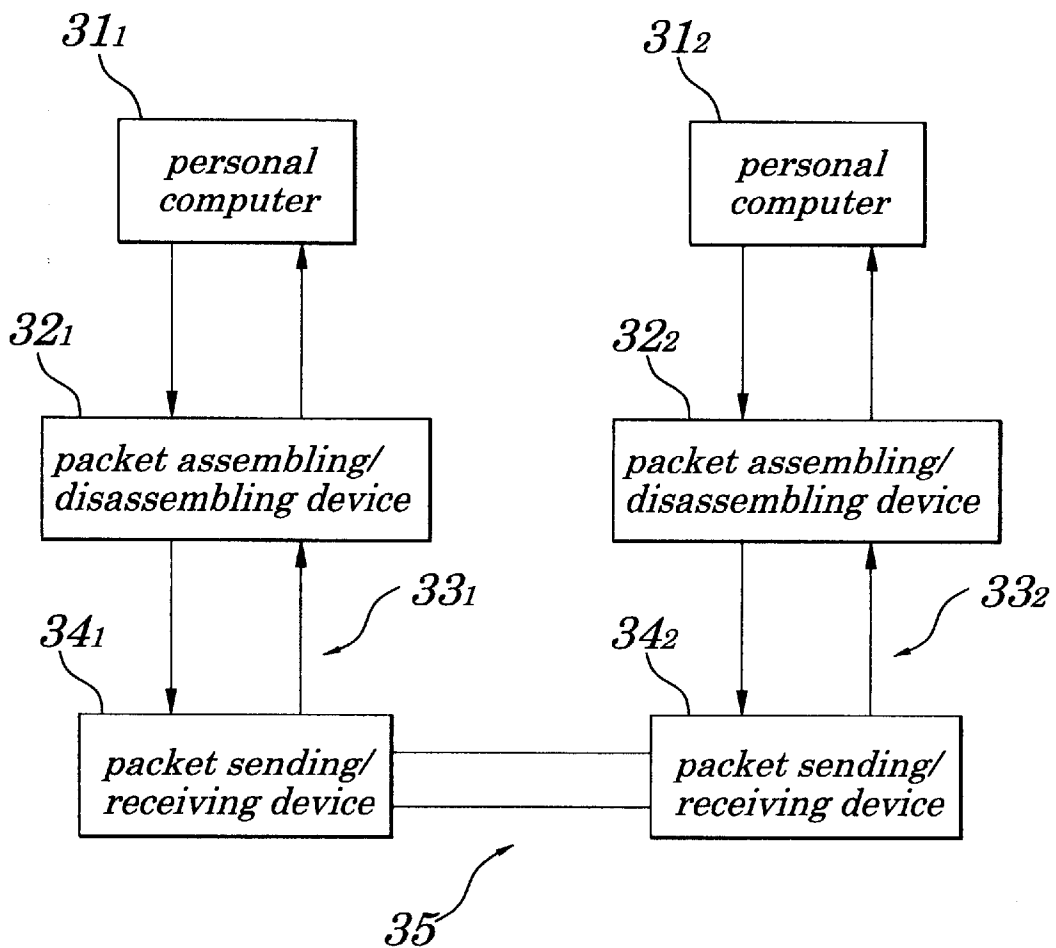 31₁
31₂
personal
computer
personal
computer
32₁
32₂
packet assembling/
disassembling device
packet assembling/
disassembling device
33₁
33₂
34₁
34₂
packet sending/
receiving device
packet sending/
receiving device
35